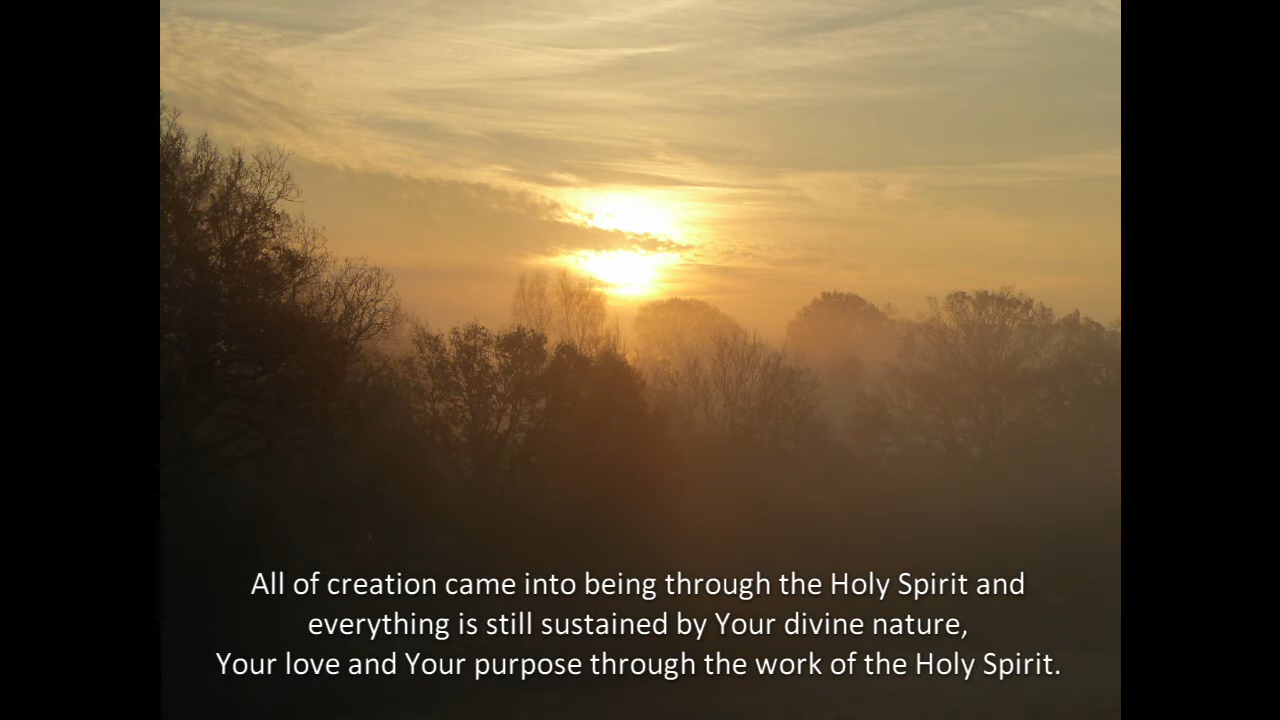 All of creation came into being through the Holy Spirit and
everything is still sustained by Your divine nature,
Your love and Your purpose through the work of the Holy Spirit.